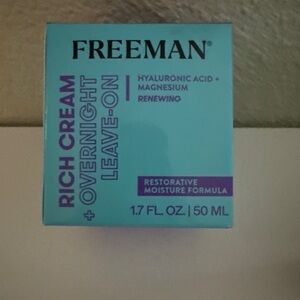 FREEMAN®
RICH CREAM
+ OVERNIGHT
LEAVE-ON
HYALURONIC ACID +
MAGNESIUM
RENEWING
RESTORATIVE
MOISTURE FORMULA
1.7 FL. OZ. | 50 ML